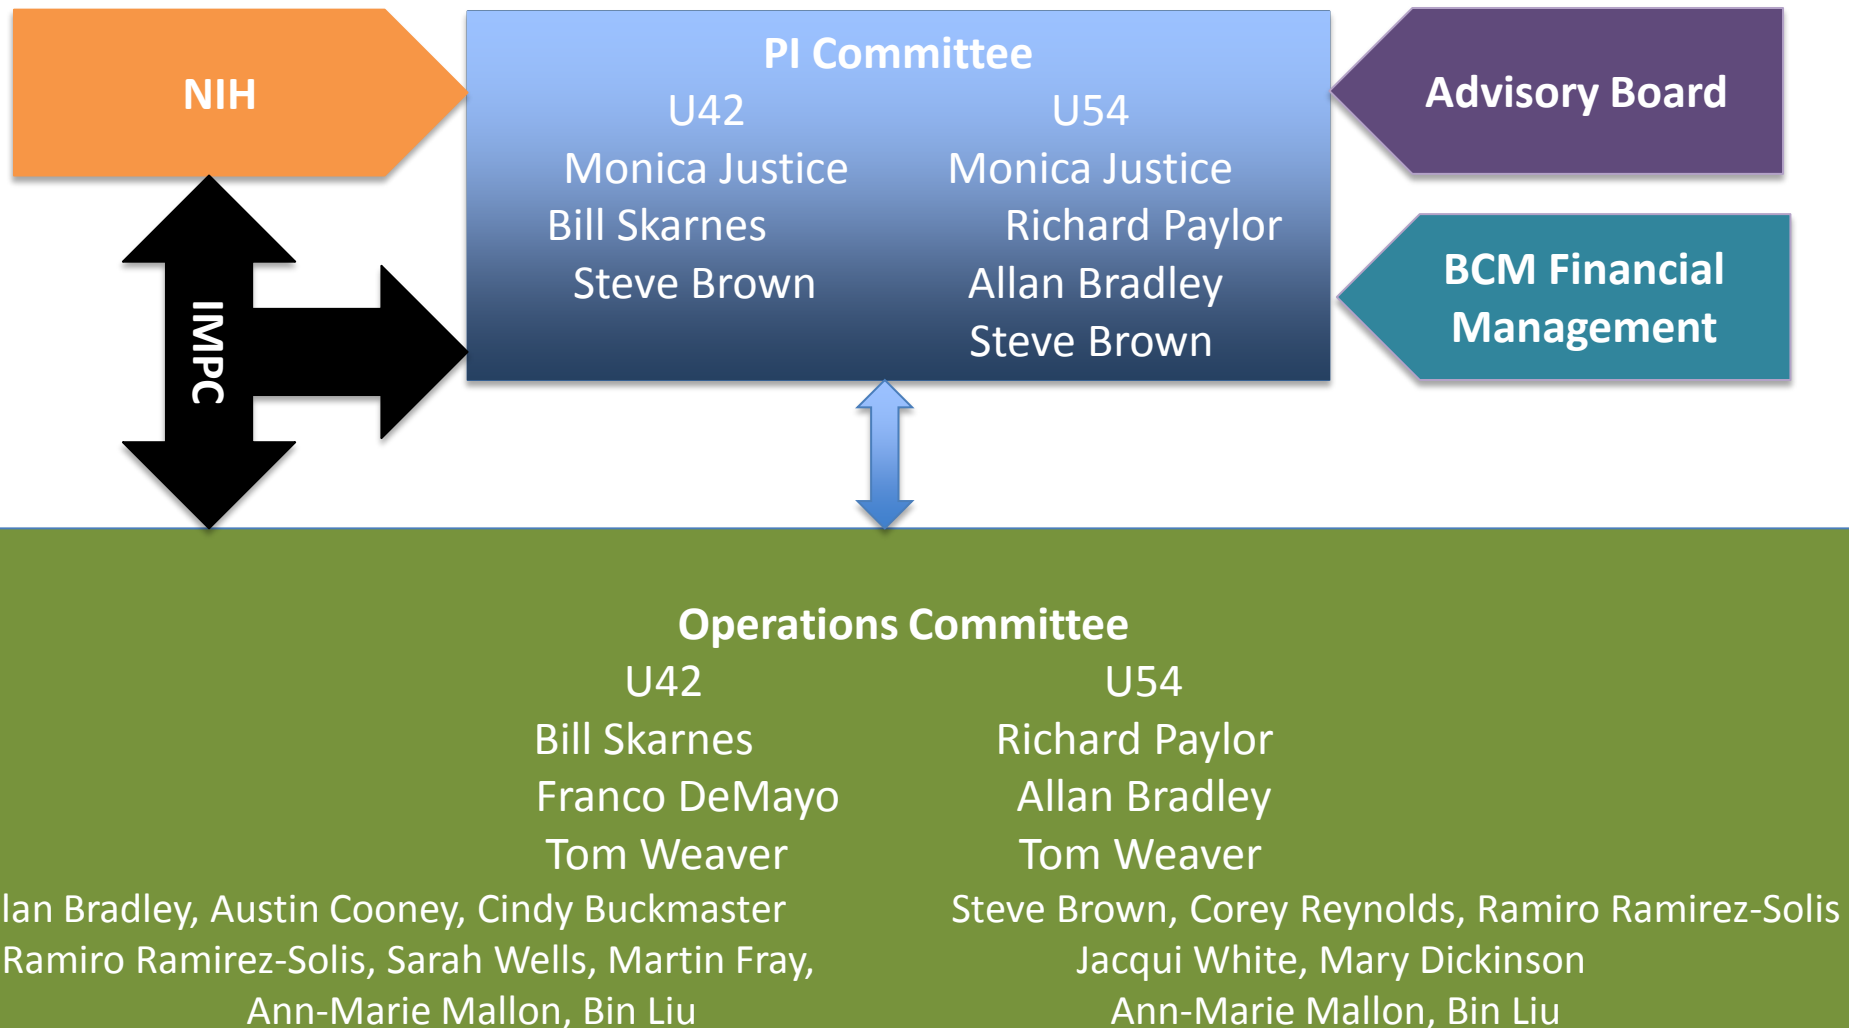 NIH
PI Committee
U42
Monica Justice
Bill Skarnes
Steve Brown
U54
Monica Justice
Richard Paylor
Allan Bradley
Steve Brown
Advisory Board
BCM Financial
Management
IMPC
Operations Committee
U42
Bill Skarnes
Franco DeMayo
Tom Weaver
lan Bradley, Austin Cooney, Cindy Buckmaster
Ramiro Ramirez-Solis, Sarah Wells, Martin Fray,
Ann-Marie Mallon, Bin Liu
U54
Richard Paylor
Allan Bradley
Tom Weaver
Steve Brown, Corey Reynolds, Ramiro Ramirez-Solis
Jacqui White, Mary Dickinson
Ann-Marie Mallon, Bin Liu